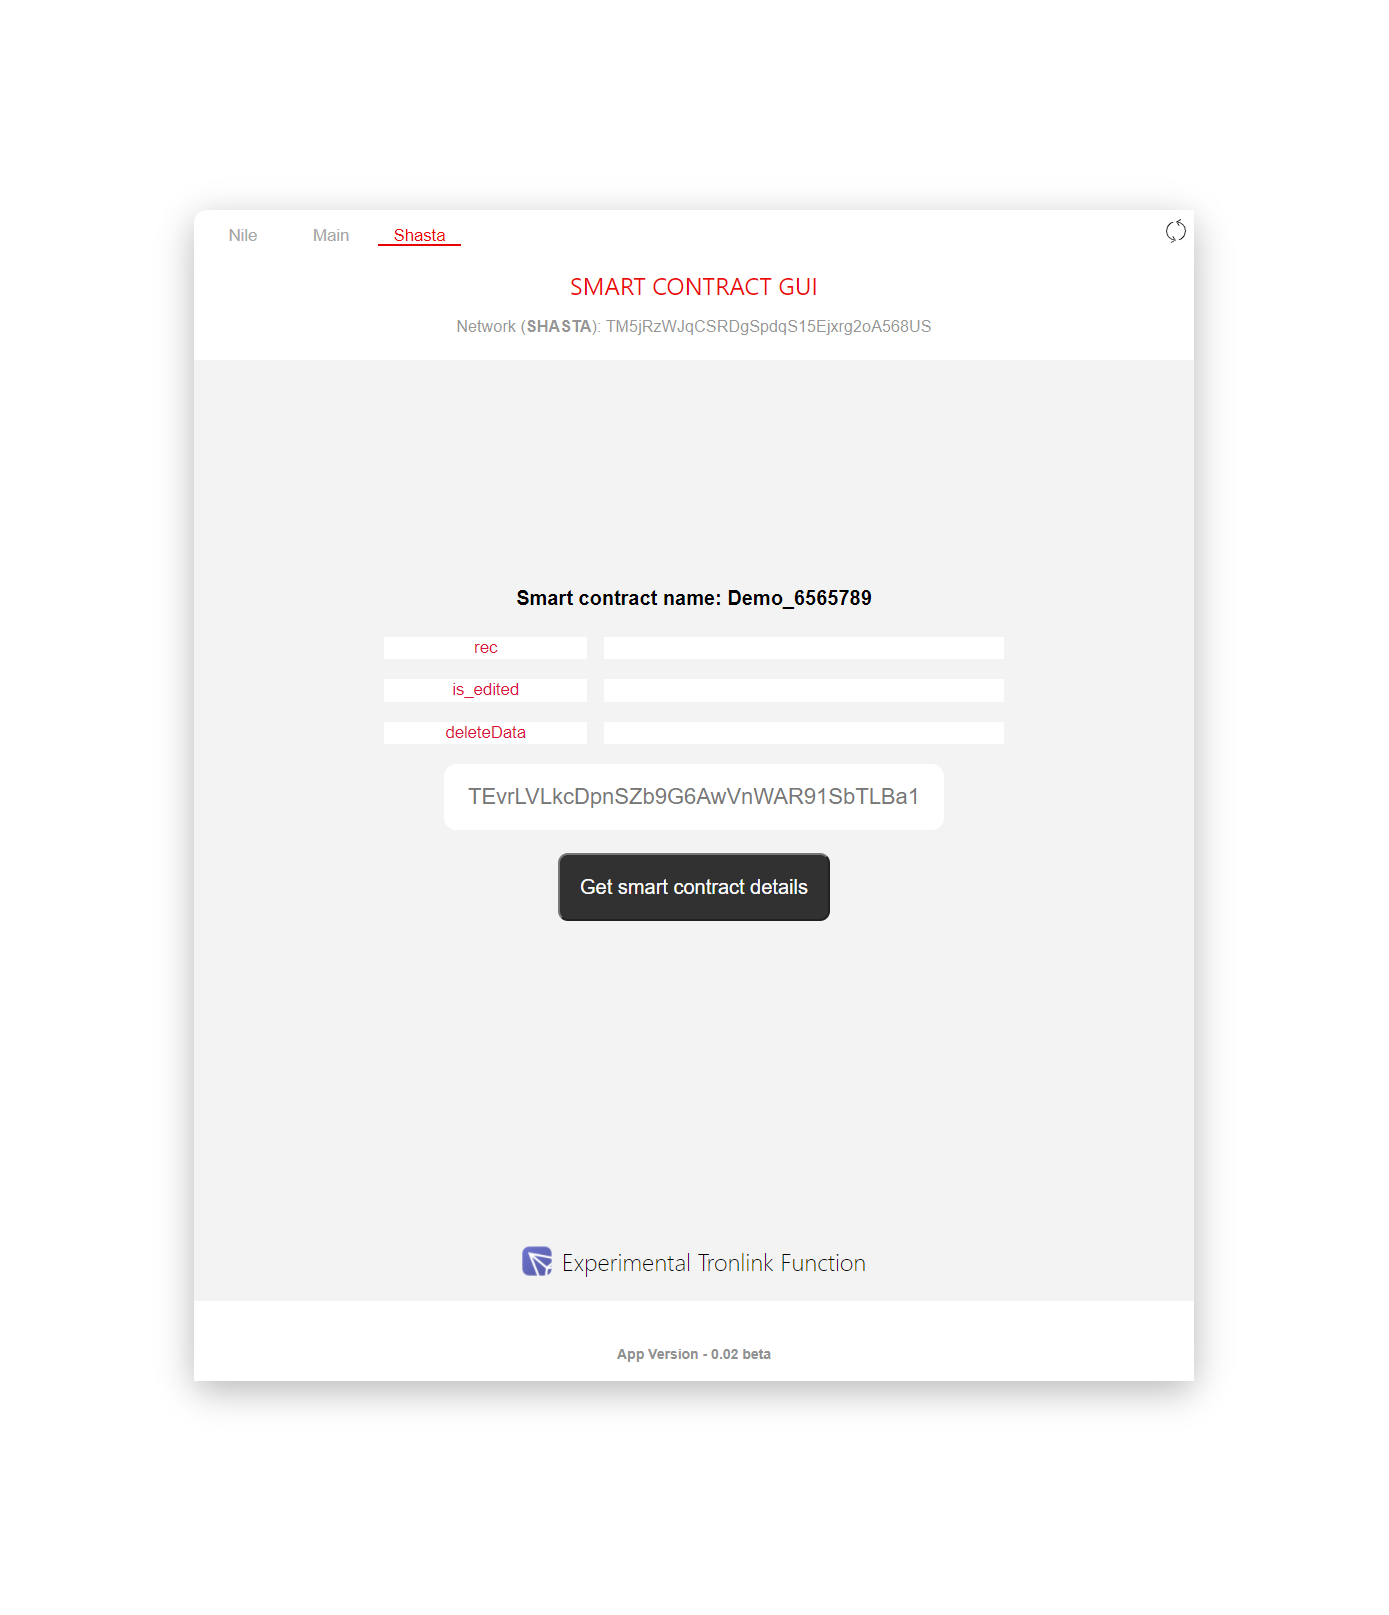 Nile Main Shasta
SMART CONTRACT GUI
Network (SHASTA): TM5jRzWJqCSRDgSpdqS15Ejxrg2oA568US
Smart contract name: Demo_6565789
rec
is_edited
deleteData
TEvrLVLkcDpnSZb9G6AwVnWAR91SbTLBa1
Get smart contract details
Experimental Tronlink Function
App Version - 0.02 beta